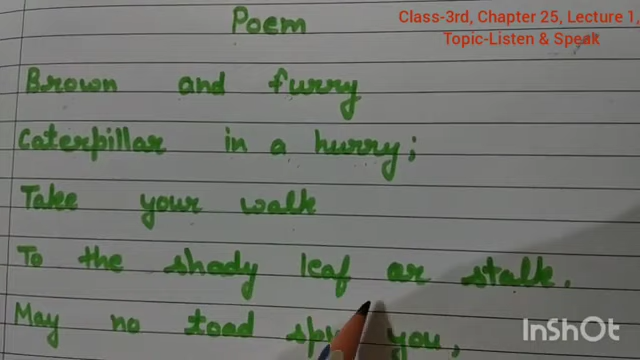 Poem
Class-3rd, Chapter 25, Lecture 1,
Topic-Listen & Speak
Brown and furry
Caterpillar in a hurry;
Take your walk
To the shady leaf or stalk.
May no toad spy you,
InShOt